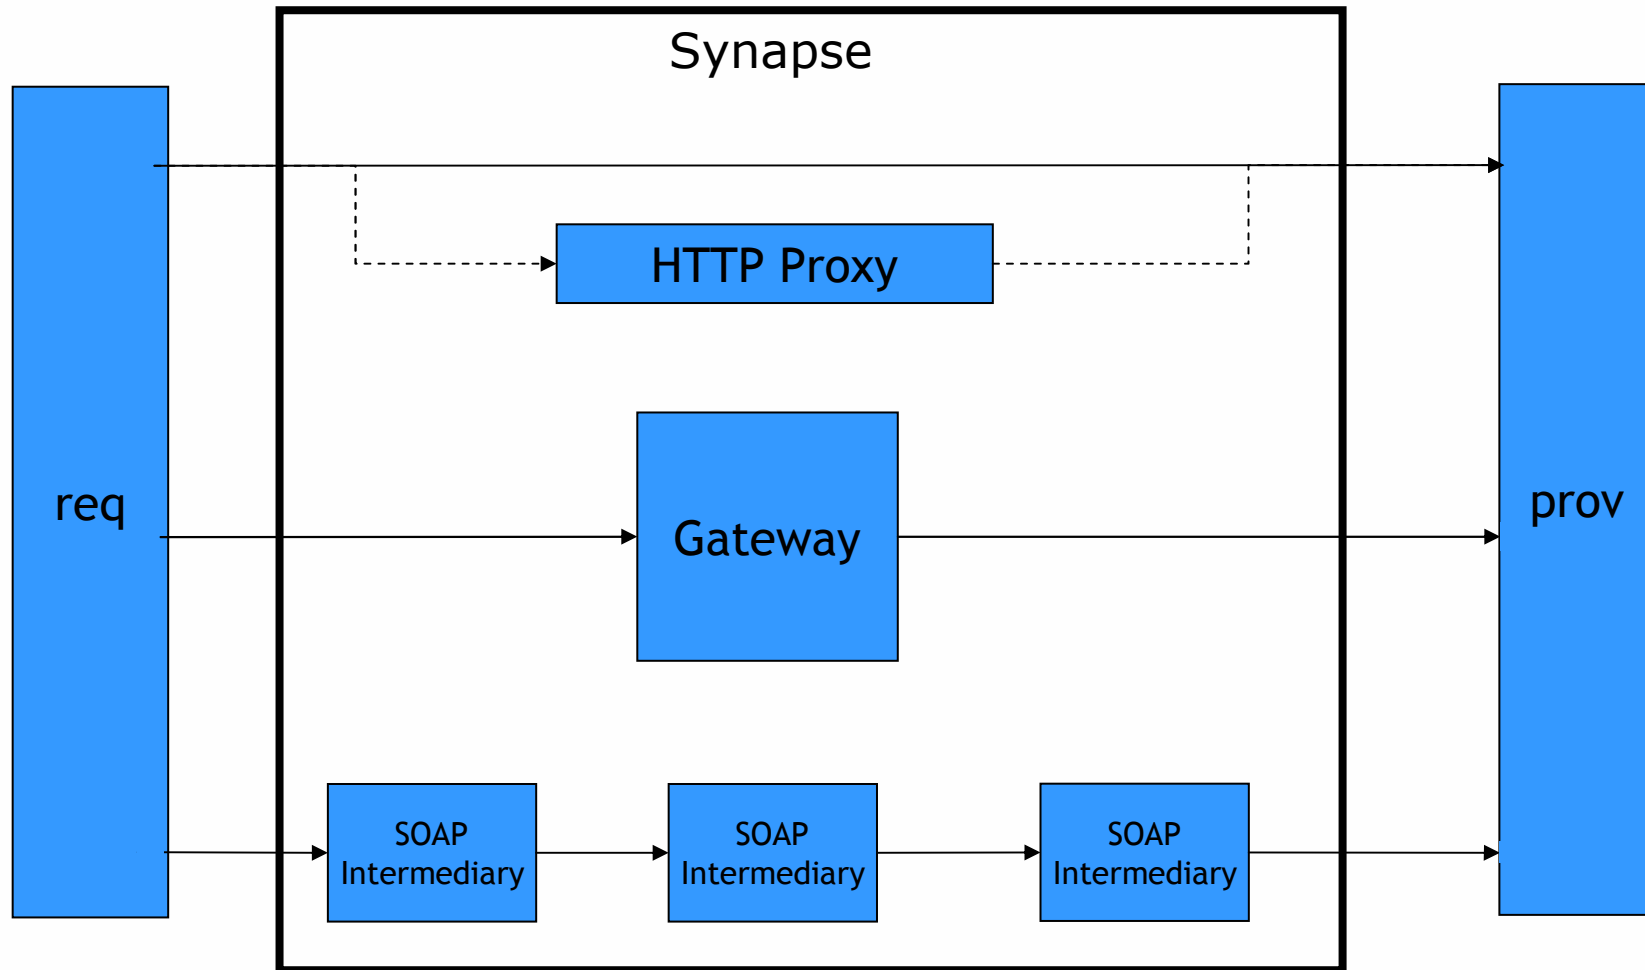 Synapse
HTTP Proxy
req
prov
Gateway
SOAP
Intermediary
SOAP
Intermediary
SOAP
Intermediary